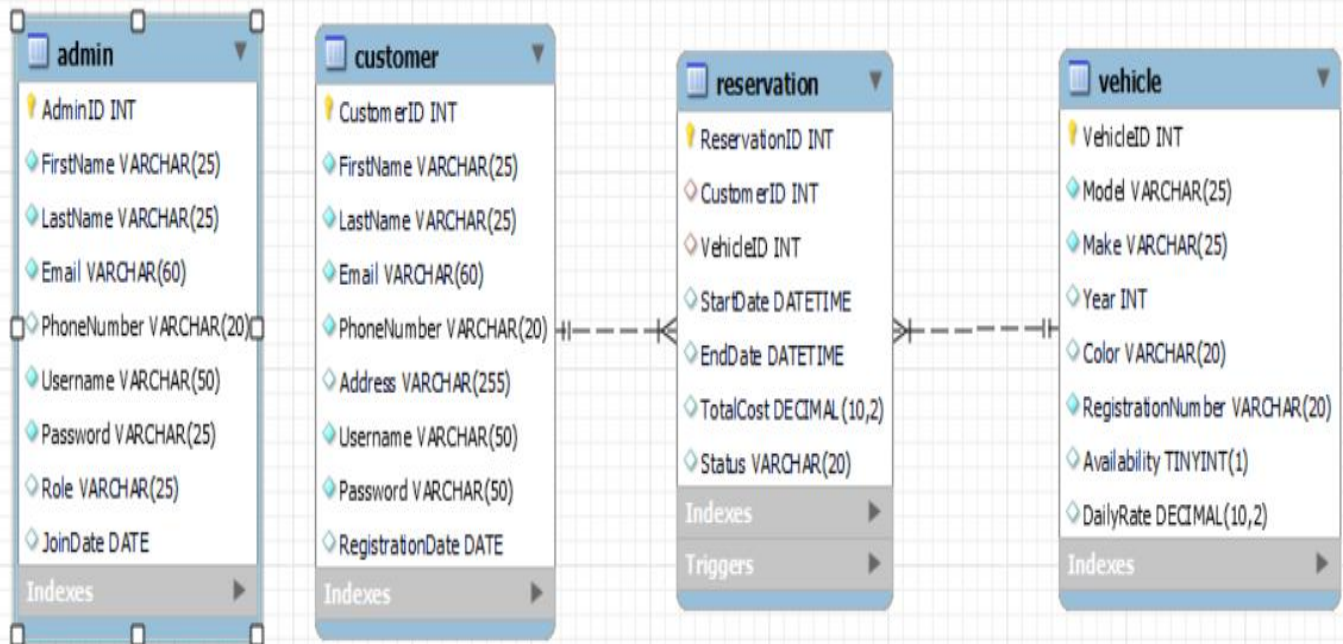 admin
AdminID INT
FirstName VARCHAR(25)
LastName VARCHAR(25)
Email VARCHAR(60)
PhoneNumber VARCHAR(20)
Username VARCHAR(50)
Password VARCHAR(25)
Role VARCHAR(25)
JoinDate DATE
Indexes
customer
CustomerID INT
FirstName VARCHAR(25)
LastName VARCHAR(25)
Email VARCHAR(60)
PhoneNumber VARCHAR(20)
Address VARCHAR(255)
Username VARCHAR(50)
Password VARCHAR(50)
RegistrationDate DATE
Indexes
reservation
ReservationID INT
CustomerID INT
VehicleID INT
StartDate DATETIME
EndDate DATETIME
TotalCost DECIMAL(10,2)
Status VARCHAR(20)
Indexes
Triggers
vehicle
VehicleID INT
Model VARCHAR(25)
Make VARCHAR(25)
Year INT
Color VARCHAR(20)
RegistrationNumber VARCHAR(20)
Availability TINYINT(1)
DailyRate DECIMAL(10,2)
Indexes